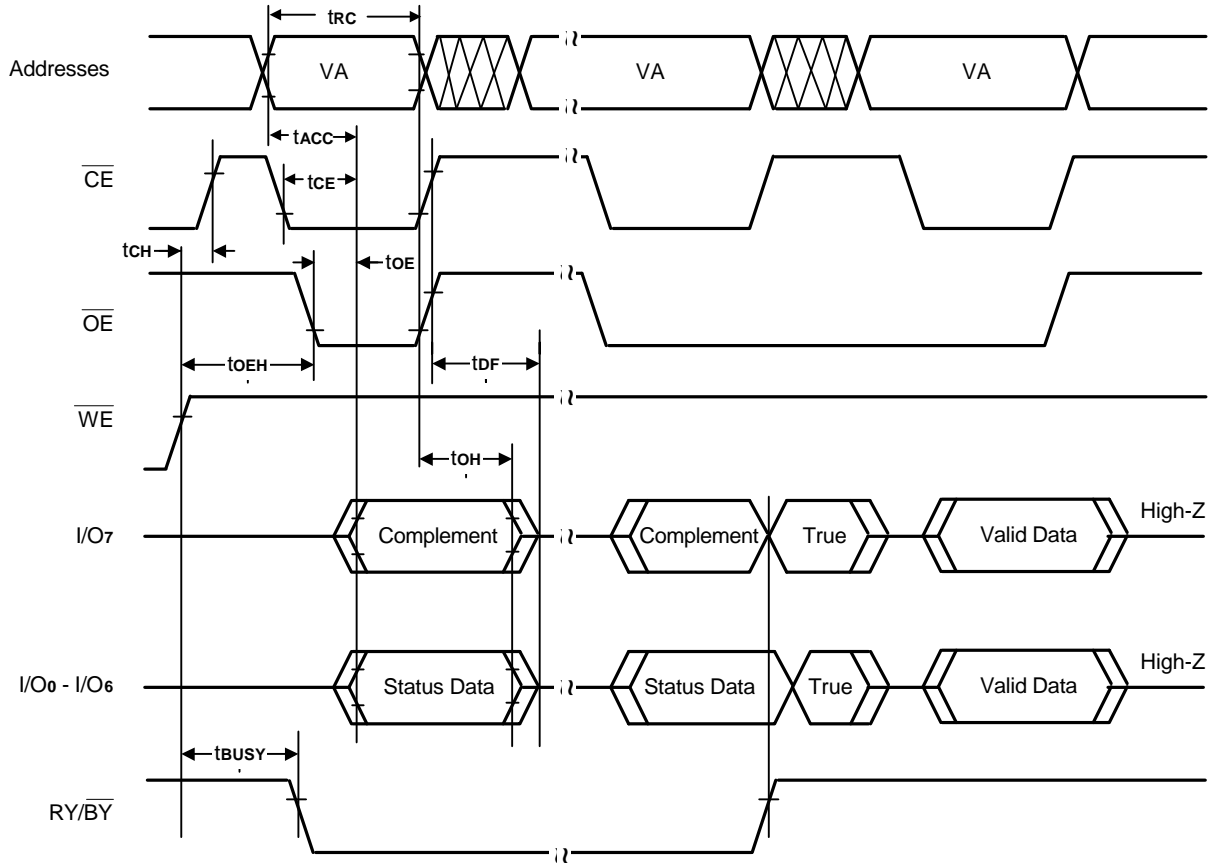 tRC
Addresses
VA
VA
VA
tACC
CE
tCE
tCH
tOE
OE
tOEH
tDF
WE
tOH
I/O7
Complement
Complement
True
Valid Data
High-Z
I/O0 - I/O6
Status Data
Status Data
True
Valid Data
High-Z
tBUSY
RY/BY